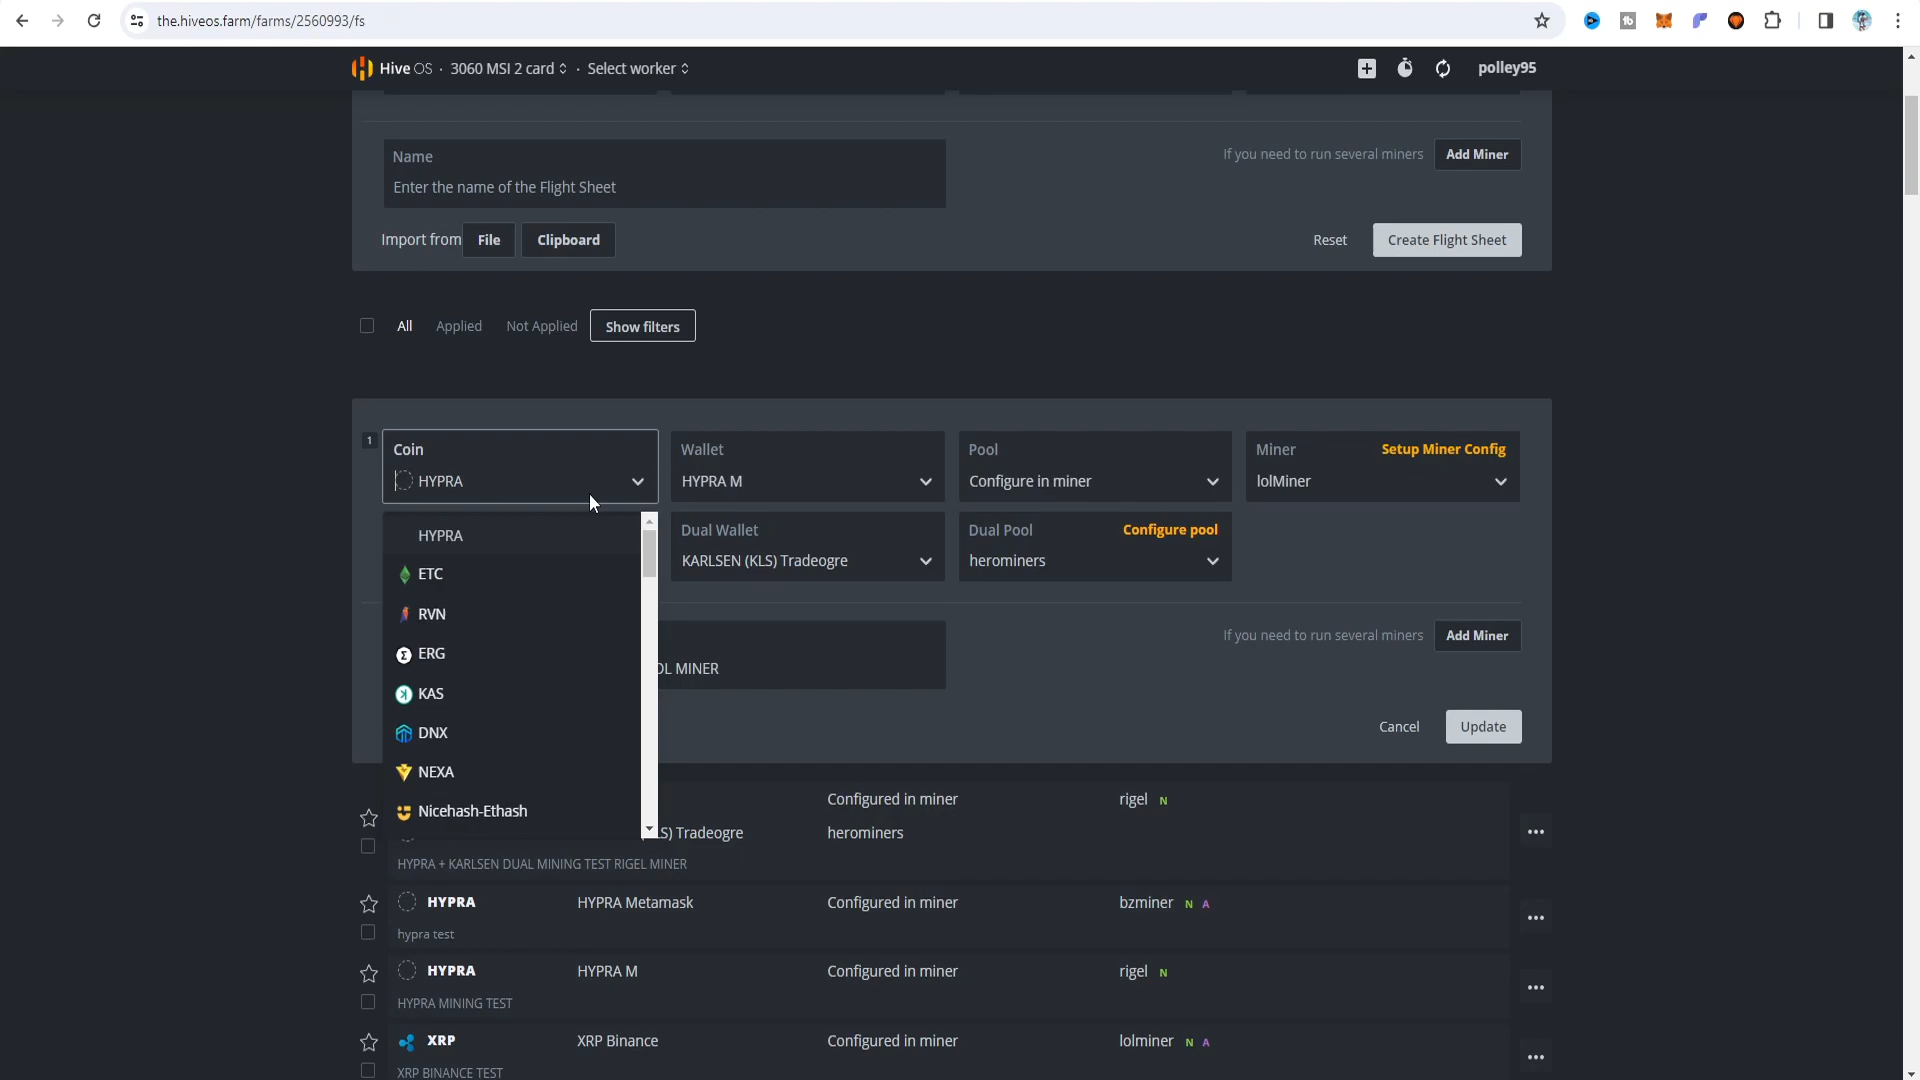 the.hiveos.farm/farms/2560993/fs
Hive OS · 3060 MSI 2 card · Select worker
polley95
Name
Enter the name of the Flight Sheet
If you need to run several miners Add Miner
Import from File Clipboard
Reset Create Flight Sheet
All Applied Not Applied Show filters
1
Coin
HYPRA
Wallet
HYPRA M
Pool
Configure in miner
Miner Setup Miner Config
lolMiner
HYPRA
ETC
RVN
ERG
KAS
DNX
NEXA
Nicehash-Ethash
Dual Wallet
KARLSEN (KLS) Tradeogre
Dual Pool Configure pool
herominers
OL MINER
If you need to run several miners Add Miner
Cancel Update
Configured in miner rigel N
LS) Tradeogre herominers
HYPRA + KARLSEN DUAL MINING TEST RIGEL MINER
HYPRA HYPRA Metamask Configured in miner bzminer N A
hypra test
HYPRA HYPRA M Configured in miner rigel N
HYPRA MINING TEST
XRP XRP Binance Configured in miner lolminer N A
XRP BINANCE TEST